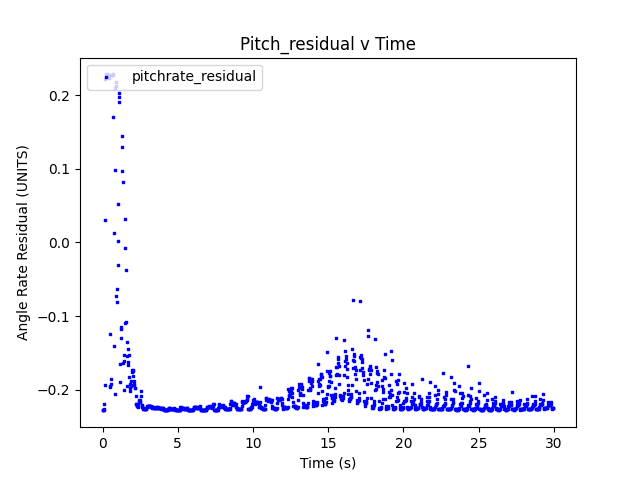 Pitch_residual v Time
pitchrate_residual
Angle Rate Residual (UNITS)
0.2
0.1
0.0
−0.1
−0.2
0 5 10 15 20 25 30
Time (s)